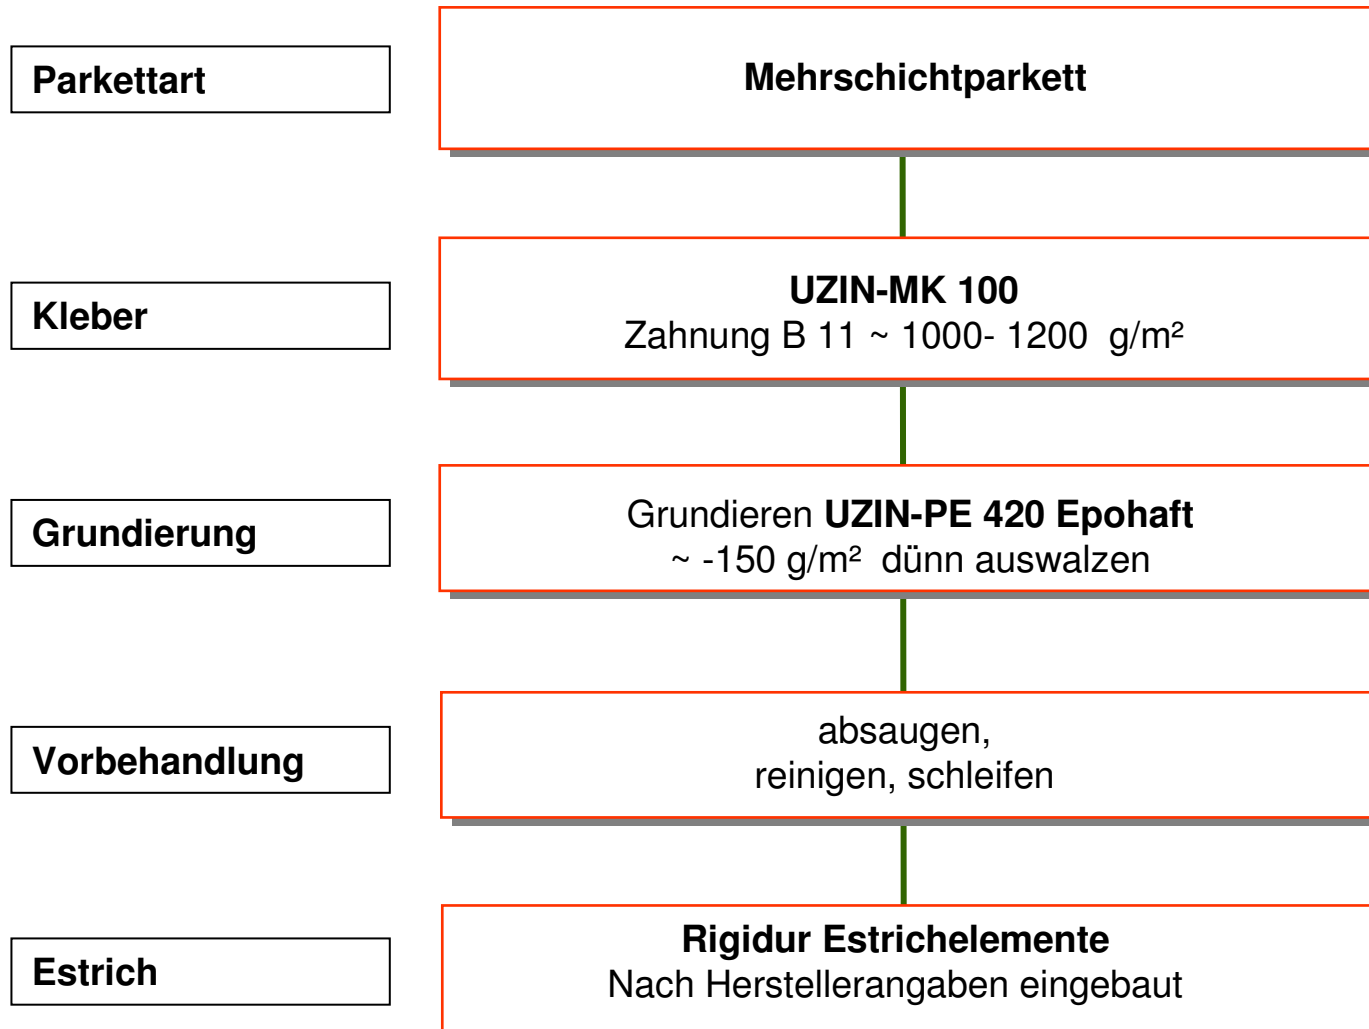 Parkettart
Mehrschichtparkett
Kleber
UZIN-MK 100
Zahnung B 11 ~ 1000- 1200  g/m²
Grundierung
Grundieren UZIN-PE 420 Epohaft
~ -150 g/m²  dünn auswalzen
Vorbehandlung
absaugen,
reinigen, schleifen
Estrich
Rigidur Estrichelemente
Nach Herstellerangaben eingebaut